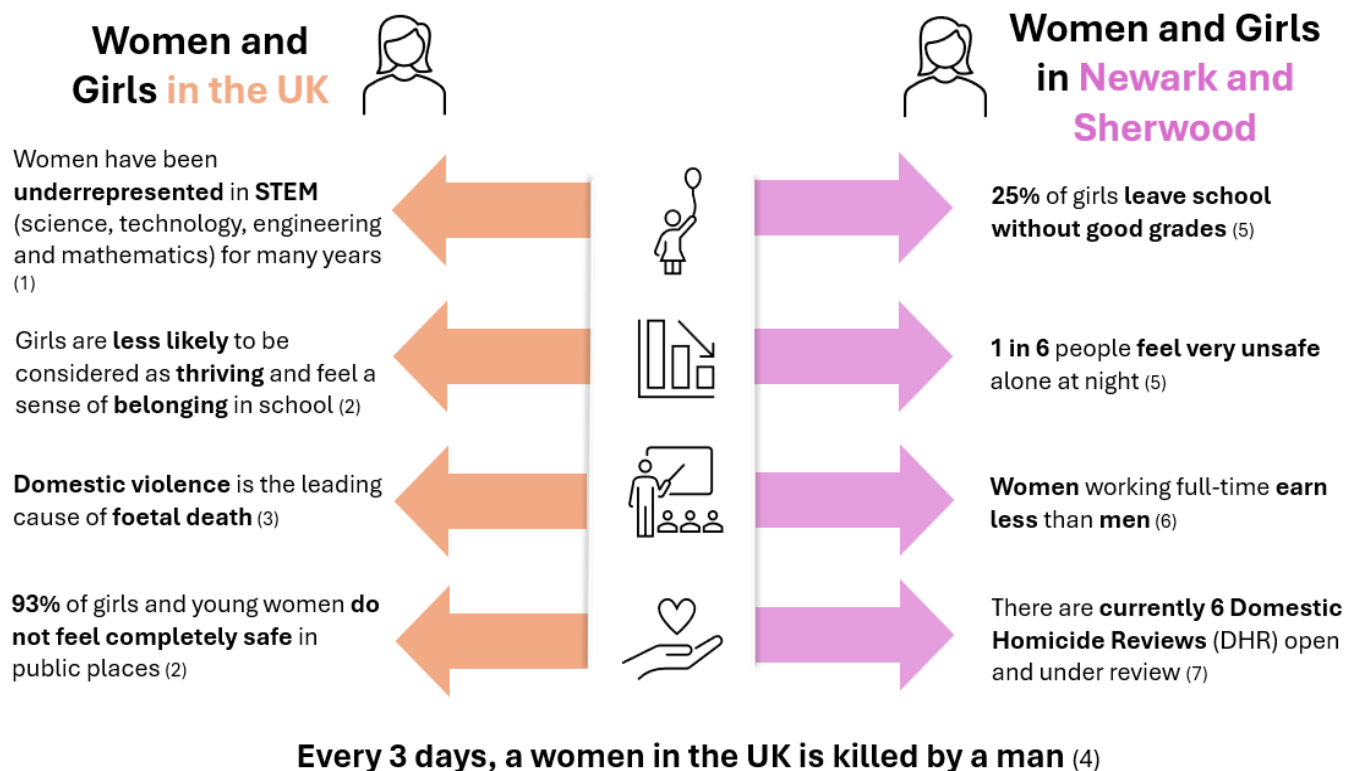 Women and
Girls in the UK
Women have been
underrepresented in STEM
(science, technology, engineering
and mathematics) for many years
(1)
Girls are less likely to be
considered as thriving and feel a
sense of belonging in school (2)
Domestic violence is the leading
cause of foetal death (3)
93% of girls and young women do
not feel completely safe in
public places (2)
Women and Girls
in Newark and
Sherwood
25% of girls leave school
without good grades (5)
1 in 6 people feel very unsafe
alone at night (5)
Women working full-time earn
less than men (6)
There are currently 6 Domestic
Homicide Reviews (DHR) open
and under review (7)
Every 3 days, a women in the UK is killed by a man (4)